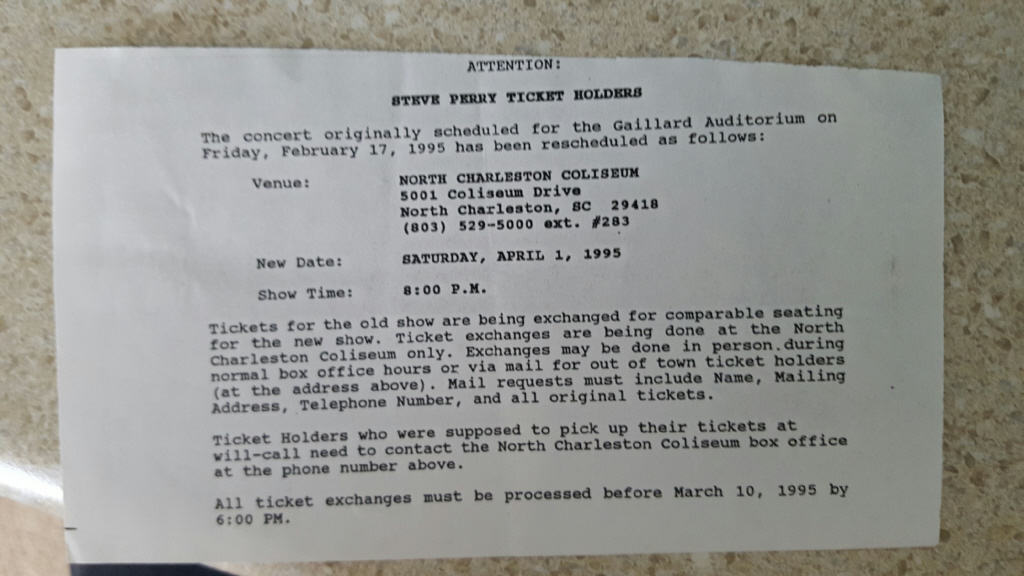 ATTENTION:
STEVE PERRY TICKET HOLDERS
The concert originally scheduled for the Gaillard Auditorium on
Friday, February 17, 1995 has been rescheduled as follows:
Venue: NORTH CHARLESTON COLISEUM
5001 Coliseum Drive
North Charleston, SC 29418
(803) 529-5000 ext. #283
New Date: SATURDAY, APRIL 1, 1995
Show Time: 8:00 P.M.
Tickets for the old show are being exchanged for comparable seating
for the new show. Ticket exchanges are being done at the North
Charleston Coliseum only. Exchanges may be done in person during
normal box office hours or via mail for out of town ticket holders
(at the address above). Mail requests must include Name, Mailing
Address, Telephone Number, and all original tickets.
Ticket Holders who were supposed to pick up their tickets at
will-call need to contact the North Charleston Coliseum box office
at the phone number above.
All ticket exchanges must be processed before March 10, 1995 by
6:00 PM.